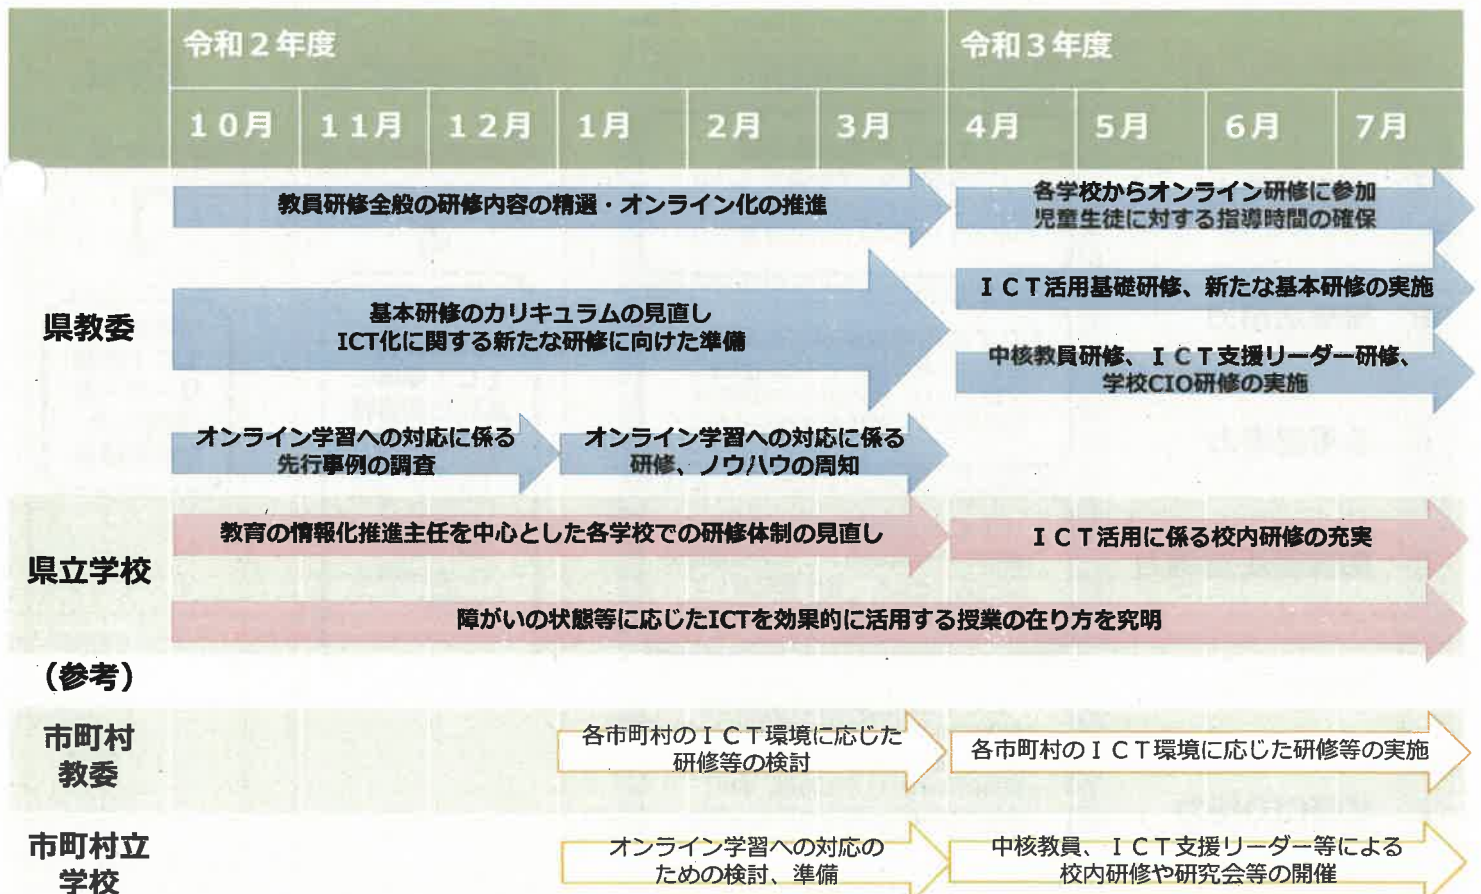 令和２年度
令和３年度
１０月
１１月
１２月
１月
２月
３月
４月
５月
６月
７月
県教委
教員研修全般の研修内容の精選・オンライン化の推進
各学校からオンライン研修に参加
児童生徒に対する指導時間の確保
基本研修のカリキュラムの見直し
ICT化に関する新たな研修に向けた準備
ＩＣＴ活用基礎研修、新たな基本研修の実施
中核教員研修、ＩＣＴ支援リーダー研修、
学校CIO研修の実施
オンライン学習への対応に係る
先行事例の調査
オンライン学習への対応に係る
研修、ノウハウの周知
県立学校
教育の情報化推進主任を中心とした各学校での研修体制の見直し
ＩＣＴ活用に係る校内研修の充実
障がいの状態等に応じたICTを効果的に活用する授業の在り方を究明
（参考）
市町村
教委
各市町村のＩＣＴ環境に応じた
研修等の検討
各市町村のＩＣＴ環境に応じた研修等の実施
市町村立
学校
オンライン学習への対応の
ための検討、準備
中核教員、ＩＣＴ支援リーダー等による
校内研修や研究会等の開催